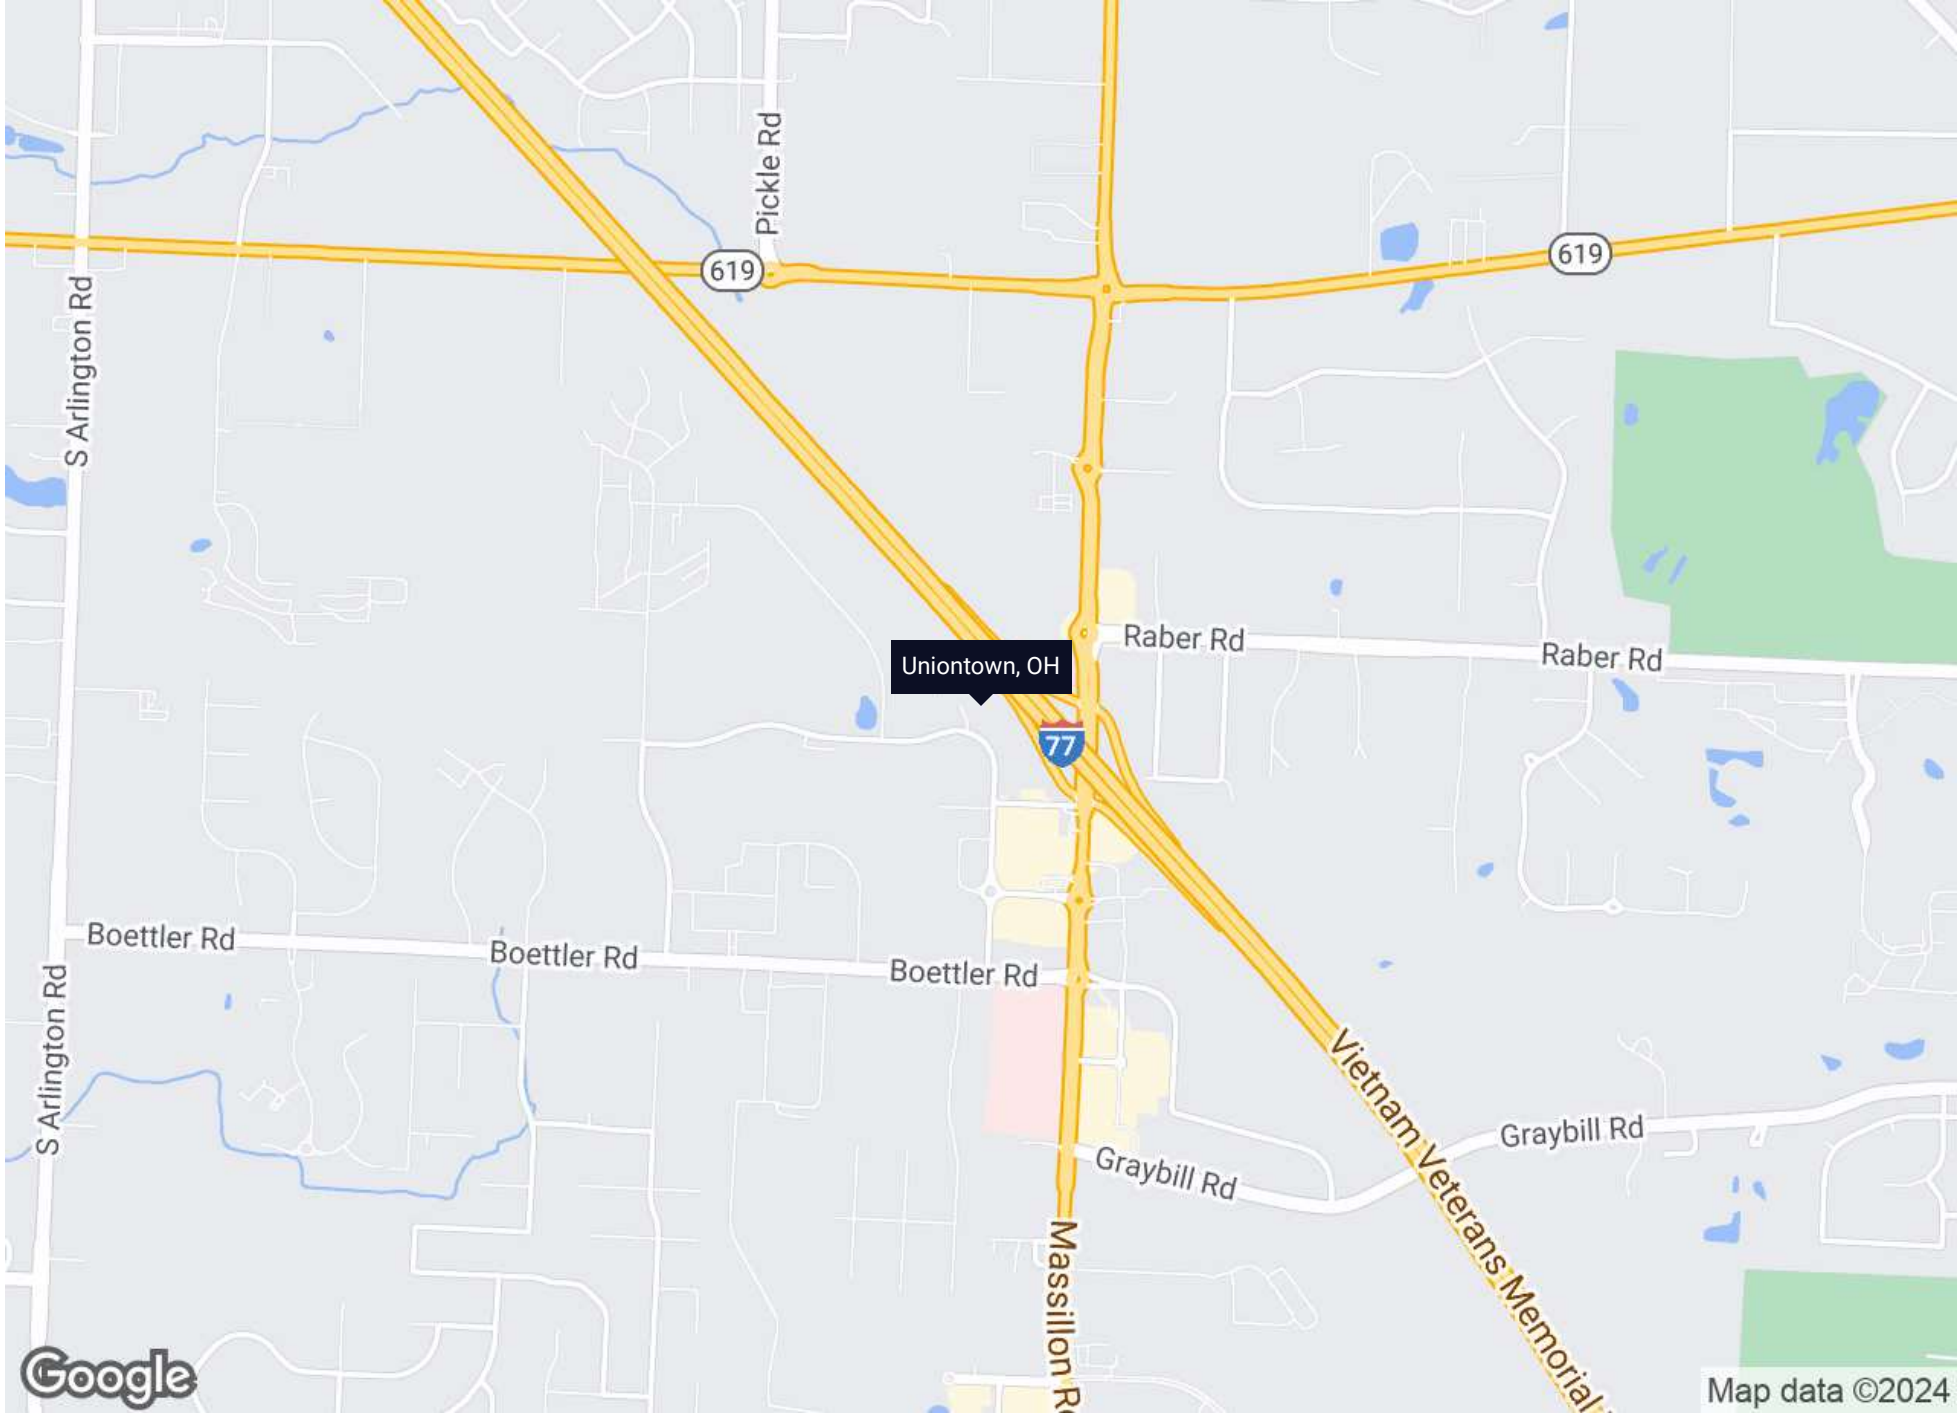 Pickle Rd
619
619
S Arlington Rd
Raber Rd
Raber Rd
Uniontown, OH
77
Boettler Rd
Boettler Rd
Boettler Rd
S Arlington Rd
Vietnam Veterans Memorial
Graybill Rd
Graybill Rd
Massillon R
Google
Map data ©2024